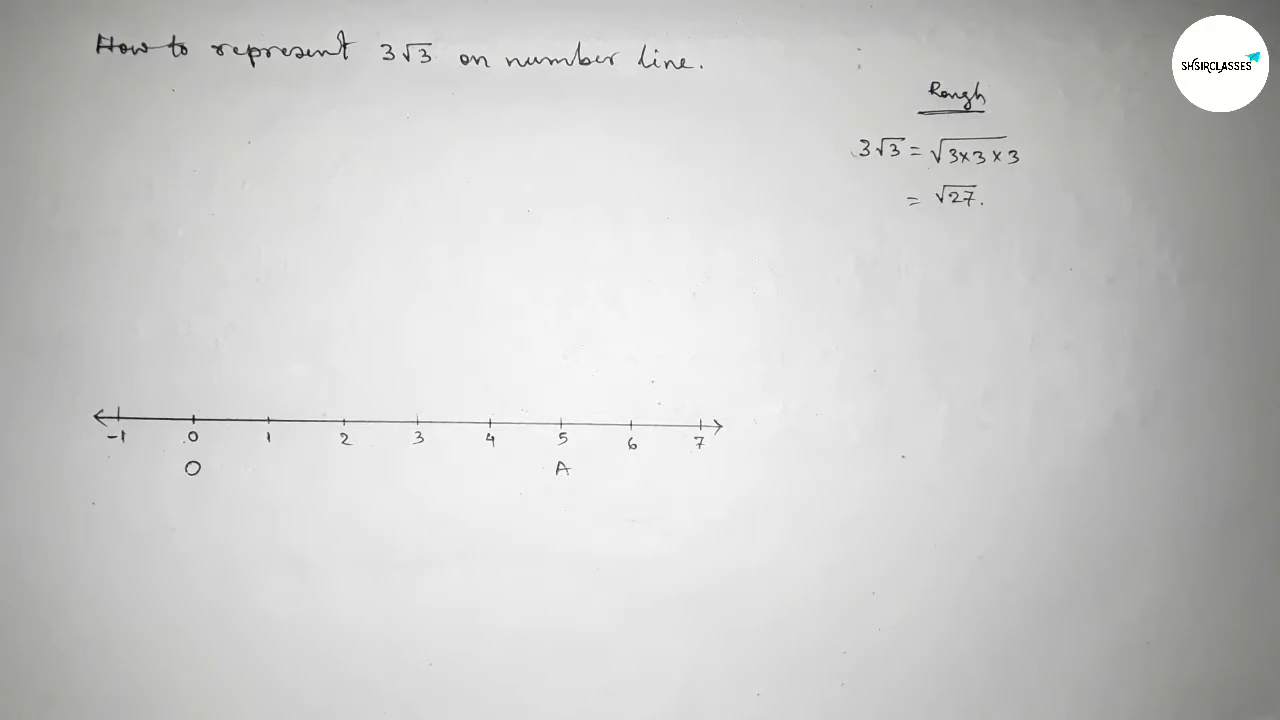 How to represent 3√3 on number line.
SHSIRCLASSES
Rough
3√3 = √3×3×3
= √27.
-1 0 1 2 3 4 5 6 7
O A